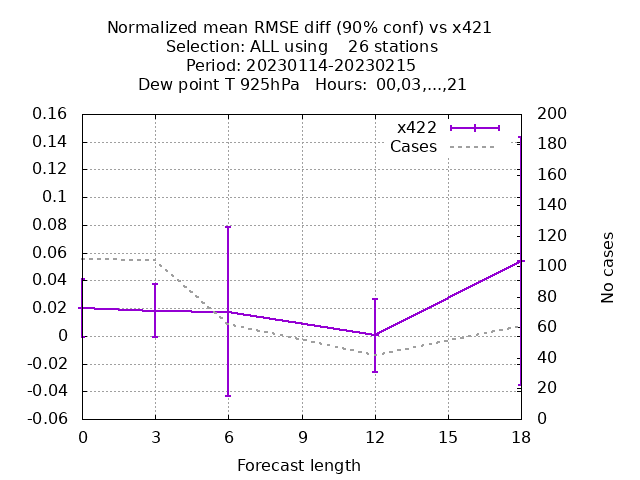 Normalized mean RMSE diff (90% conf) vs x421
Selection: ALL using    26 stations
Period: 20230114-20230215
Dew point T 925hPa   Hours:  00,03,...,21
x422
Cases
0.16
0.14
0.12
0.1
0.08
0.06
0.04
0.02
0
-0.02
-0.04
-0.06
200
180
160
140
120
100
80
60
40
20
0
No cases
0 3 6 9 12 15 18
Forecast length